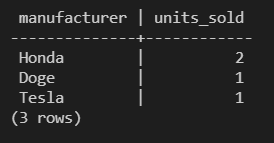 manufacturer | units_sold
--------------+------------
Honda | 2
Doge | 1
Tesla | 1
(3 rows)